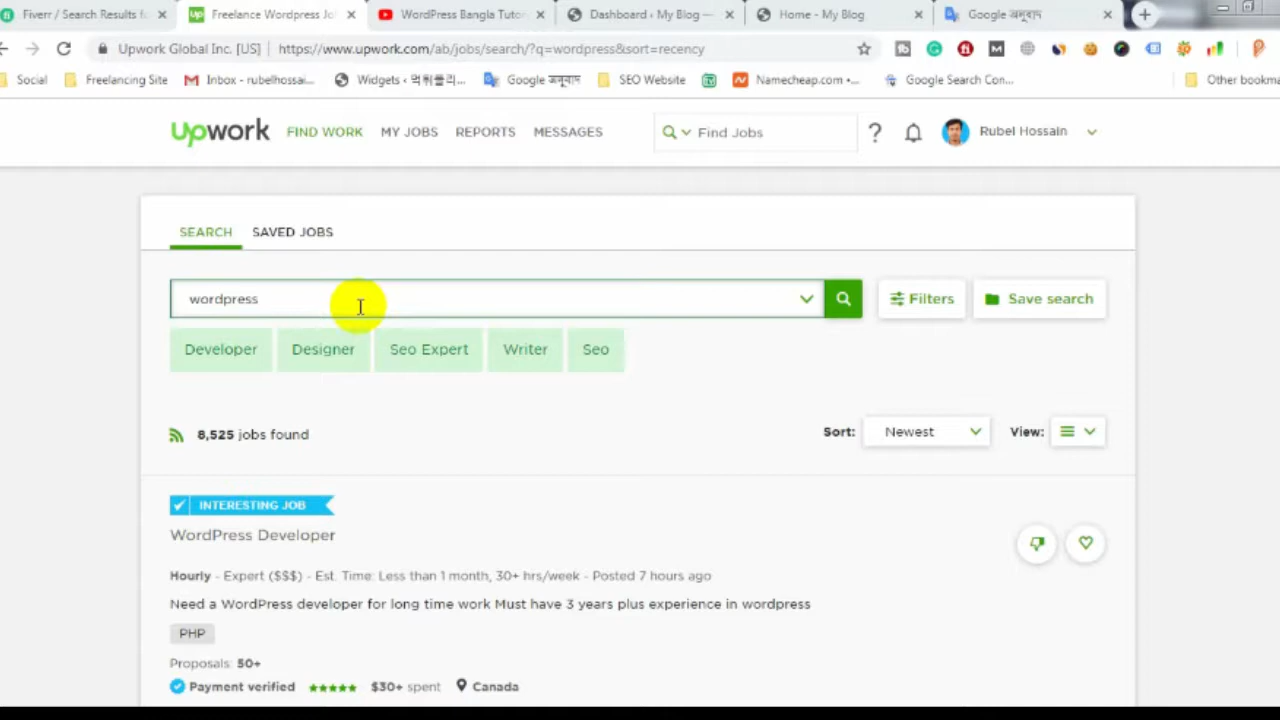 Fiverr / Search Results f
Freelance Wordpress Jo
WordPress Bangla Tutor
Dashboard ‹ My Blog —
Home - My Blog
Google অনুবাদ
Upwork Global Inc. [US] | https://www.upwork.com/ab/jobs/search/?q=wordpress&sort=recency
Social
Freelancing Site
Inbox - rubelhossai...
Widgets ‹ 먹튀폴리...
Google অনুবাদ
SEO Website
Namecheap.com •...
Google Search Con...
Other bookma
upwork
FIND WORK
MY JOBS
REPORTS
MESSAGES
Find Jobs
?
Rubel Hossain
SEARCH
SAVED JOBS
wordpress
Filters
Save search
Developer
Designer
Seo Expert
Writer
Seo
8,525 jobs found
Sort:
Newest
View:
INTERESTING JOB
WordPress Developer
Hourly - Expert ($$$) - Est. Time: Less than 1 month, 30+ hrs/week - Posted 7 hours ago
Need a WordPress developer for long time work Must have 3 years plus experience in wordpress
PHP
Proposals: 50+
Payment verified
$30+ spent
Canada